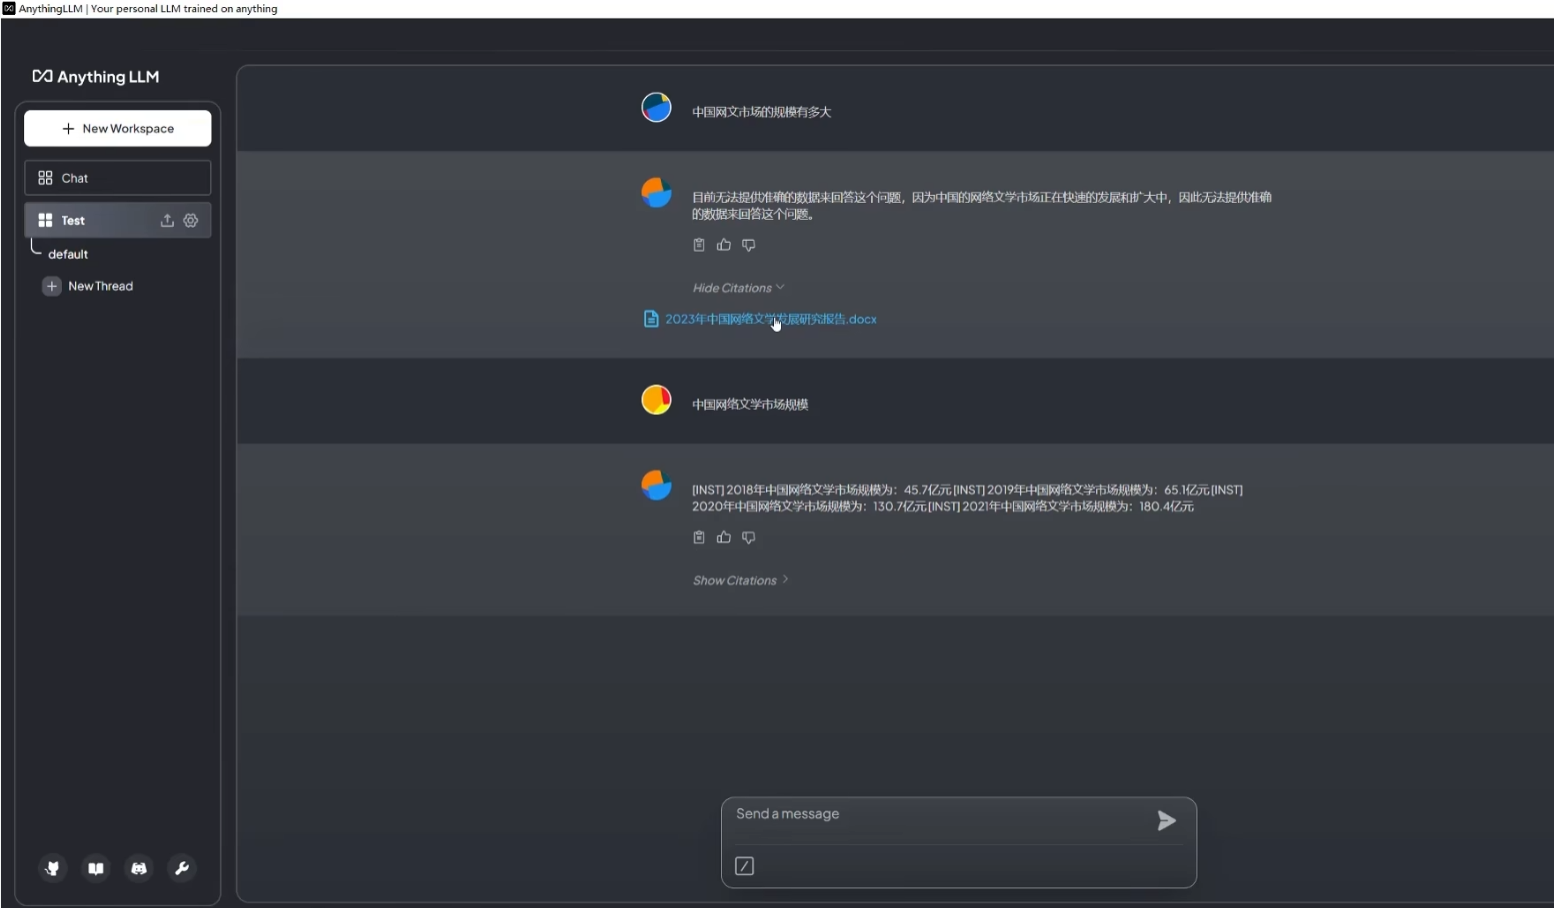 AnythingLLM | Your personal LLM trained on anything
Anything LLM
+ New Workspace
Chat
Test
default
+ New Thread
中国网文市场的规模有多大
目前无法提供准确的数据来回答这个问题，因为中国的网络文学市场正在快速的发展和扩大中，因此无法提供准确
的数据来回答这个问题。
Hide Citations
2023年中国网络文学发展研究报告.docx
中国网络文学市场规模
[INST] 2018年中国网络文学市场规模为：45.7亿元 [INST] 2019年中国网络文学市场规模为：65.1亿元 [INST]
2020年中国网络文学市场规模为：130.7亿元 [INST] 2021年中国网络文学市场规模为：180.4亿元
Show Citations
Send a message